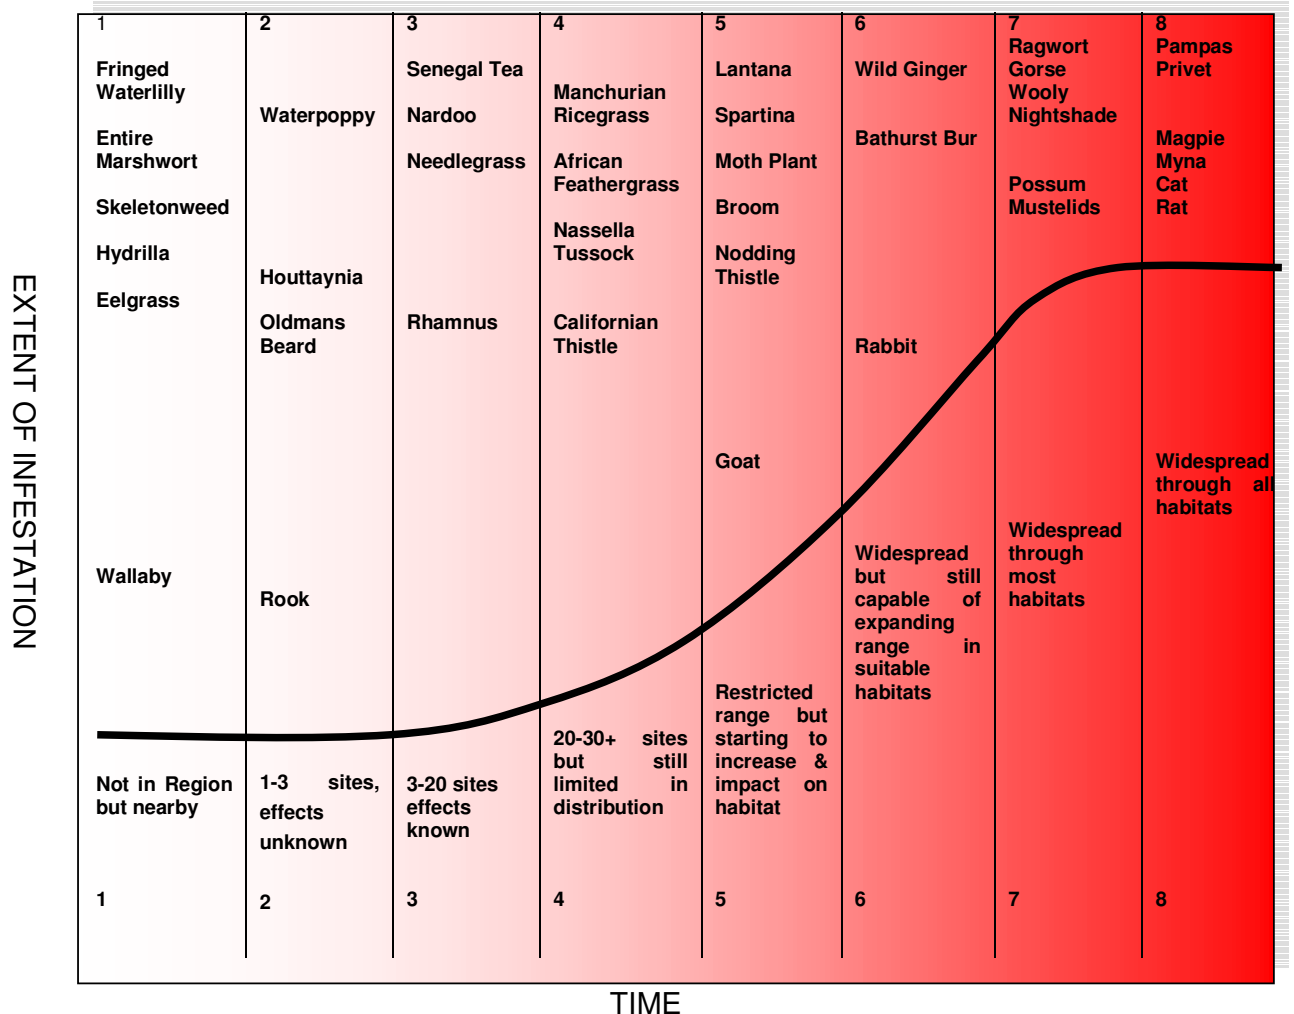 EXTENT OF INFESTATION
1
Fringed
Waterlilly
Entire
Marshwort
Skeletonweed
Hydrilla
Eelgrass
Wallaby
Not in Region
but nearby
1
2
Waterpoppy
Houttaynia
Oldmans
Beard
Rook
1-3 sites,
effects
unknown
2
3
Senegal Tea
Nardoo
Needlegrass
Rhamnus
3-20 sites
effects
known
3
4
Manchurian
Ricegrass
African
Feathergrass
Nassella
Tussock
Californian
Thistle
20-30+ sites
but still
limited in
distribution
4
5
Lantana
Spartina
Moth Plant
Broom
Nodding
Thistle
Goat
Restricted
range but
starting to
increase &
impact on
habitat
5
6
Wild Ginger
Bathurst Bur
Rabbit
Widespread
but still
capable of
expanding
range in
suitable
habitats
6
7
Ragwort
Gorse
Wooly
Nightshade
Possum
Mustelids
Widespread
through
most
habitats
7
8
Pampas
Privet
Magpie
Myna
Cat
Rat
Widespread
through all
habitats
8
TIME